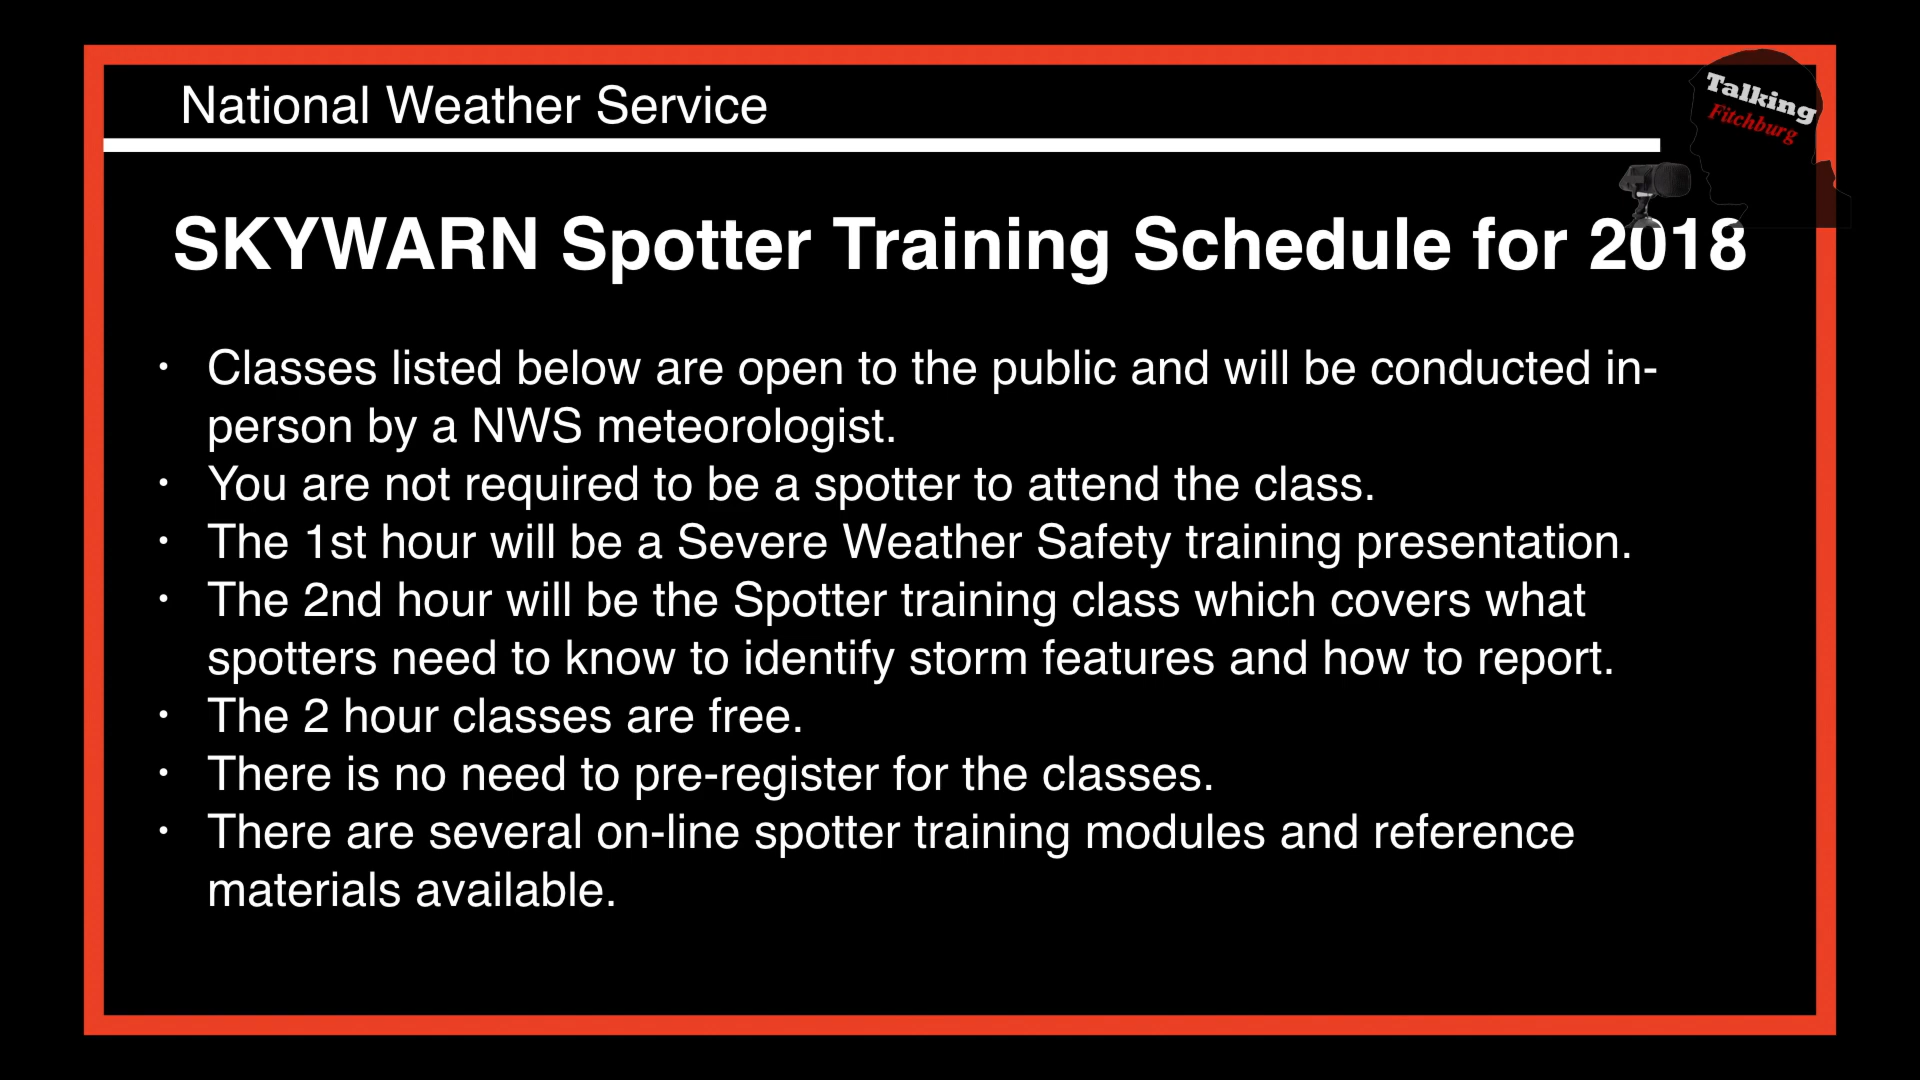 National Weather Service
Talking
Fitchburg
SKYWARN Spotter Training Schedule for 2018
• Classes listed below are open to the public and will be conducted in-
person by a NWS meteorologist.
• You are not required to be a spotter to attend the class.
• The 1st hour will be a Severe Weather Safety training presentation.
• The 2nd hour will be the Spotter training class which covers what
spotters need to know to identify storm features and how to report.
• The 2 hour classes are free.
• There is no need to pre-register for the classes.
• There are several on-line spotter training modules and reference
materials available.